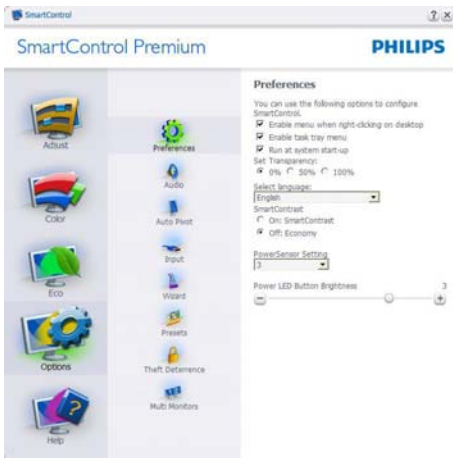 SmartControl
SmartControl Premium
PHILIPS
Adjust
Color
Eco
Options
Help
Preferences
Audio
Auto Pivot
Input
Wizard
Presets
Theft Deterrence
Multi Monitors
Preferences
You can use the following options to configure
SmartControl.
Enable menu when right-clicking on desktop
Enable task tray menu
Run at system start-up
Set Transparency:
0% 50% 100%
Select language:
English
SmartContrast
On: SmartContrast
Off: Economy
PowerSensor Setting
3
Power LED Button Brightness 3